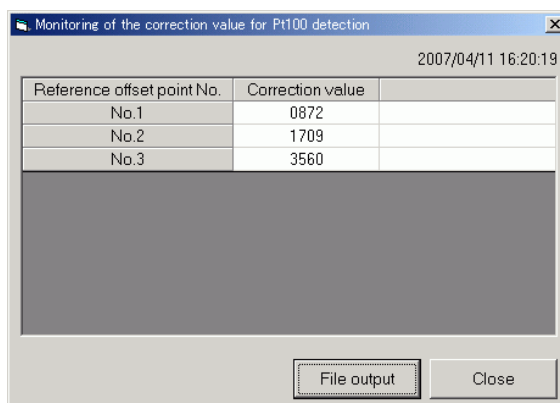 Monitoring of the correction value for Pt100 detection
2007/04/11 16:20:19
Reference offset point No. Correction value
No.1 0872
No.2 1709
No.3 3560
File output Close